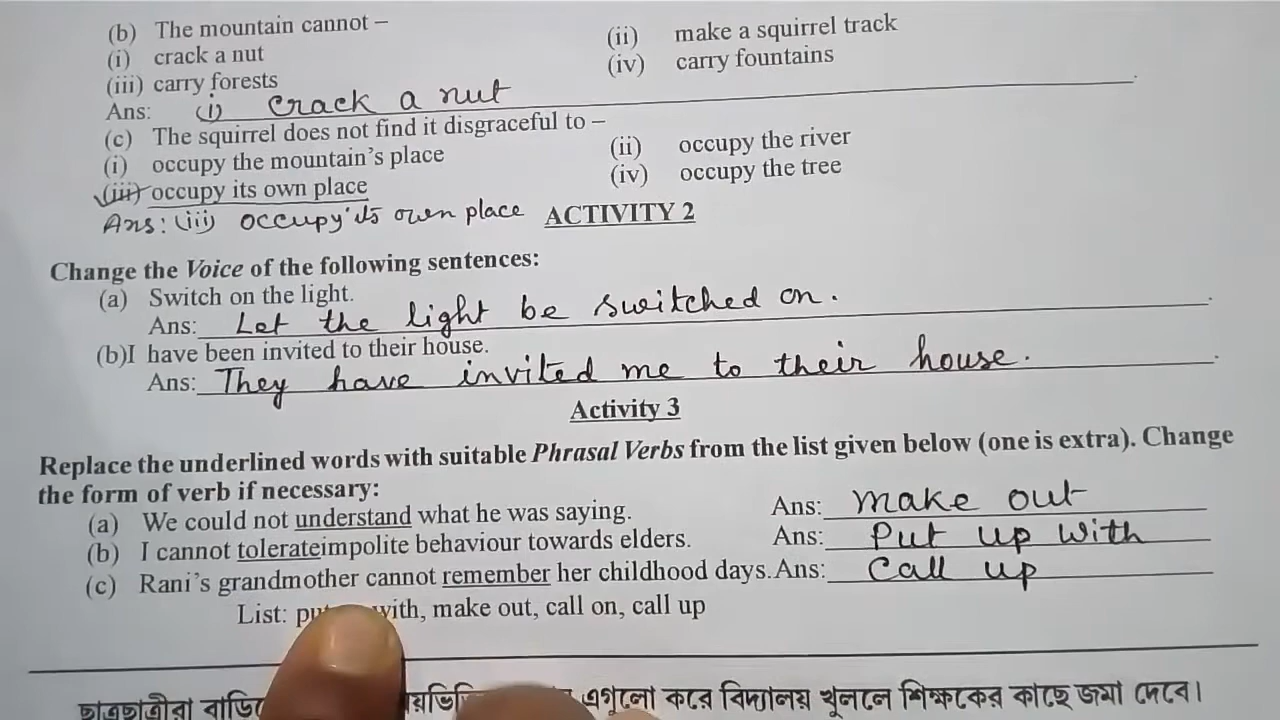 (b) The mountain cannot –
(i) crack a nut (ii) make a squirrel track
(iii) carry forests (iv) carry fountains
Ans: (i) crack a nut
(c) The squirrel does not find it disgraceful to –
(i) occupy the mountain's place (ii) occupy the river
(iii) occupy its own place (iv) occupy the tree
Ans: (iii) occupy its own place ACTIVITY 2
Change the Voice of the following sentences:
(a) Switch on the light.
Ans: Let the light be switched on.
(b)I have been invited to their house.
Ans: They have invited me to their house.
Activity 3
Replace the underlined words with suitable Phrasal Verbs from the list given below (one is extra). Change
the form of verb if necessary:
(a) We could not understand what he was saying. Ans: make out
(b) I cannot tolerateimpolite behaviour towards elders. Ans: Put up with
(c) Rani's grandmother cannot remember her childhood days.Ans: Call up
List: with, make out, call on, call up
ছাত্রছাত্রীরা এগুলো করে বিদ্যালয় খুললে শিক্ষকের কাছে জমা দেবে।